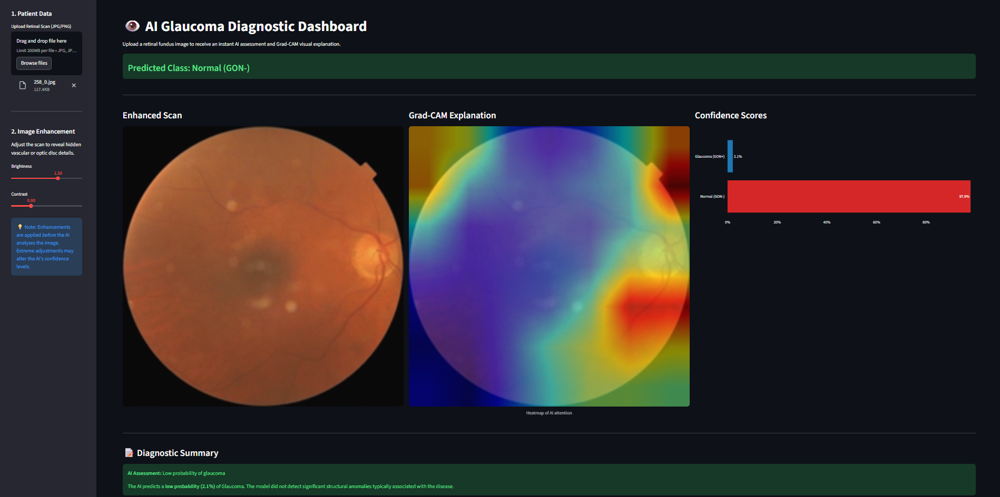 1. Patient Data
Upload Retinal Scan (JPG/PNG)
Drag and drop file here
Limit 200MB per file • JPG, JP...
Browse files
258_0.jpg
117.4KB
2. Image Enhancement
Adjust the scan to reveal hidden
vascular or optic disc details.
Brightness
1.50
Contrast
0.90
💡 Note: Enhancements
are applied before the AI
analyzes the image.
Extreme adjustments may
alter the AI's confidence
levels.
AI Glaucoma Diagnostic Dashboard
Upload a retinal fundus image to receive an instant AI assessment and Grad-CAM visual explanation.
Predicted Class: Normal (GON-)
Enhanced Scan
Grad-CAM Explanation
Heatmap of AI attention
Confidence Scores
Glaucoma (GON+)
2.1%
Normal (GON-)
97.9%
0%
20%
40%
60%
80%
Diagnostic Summary
AI Assessment: Low probability of glaucoma
The AI predicts a low probability (2.1%) of Glaucoma. The model did not detect significant structural anomalies typically associated with the disease.